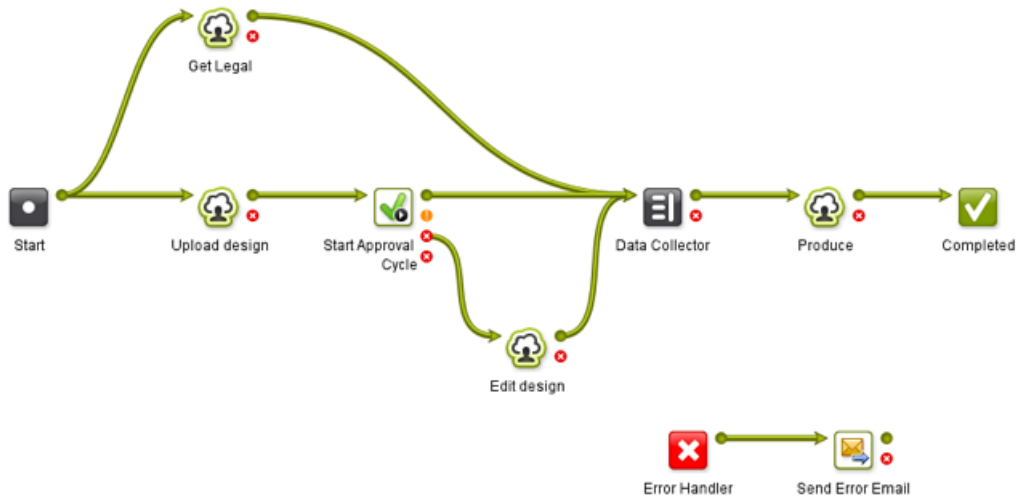 Get Legal
Start
Upload design
Start Approval
Cycle
Data Collector
Produce
Completed
Edit design
Error Handler
Send Error Email